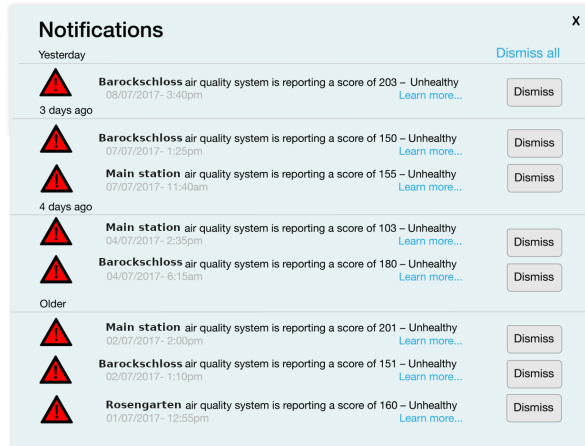 Notifications
X
Yesterday
Dismiss all
Barockschloss air quality system is reporting a score of 203 – Unhealthy
08/07/2017- 3:40pm
Learn more...
Dismiss
3 days ago
Barockschloss air quality system is reporting a score of 150 – Unhealthy
07/07/2017- 1:25pm
Learn more...
Dismiss
Main station air quality system is reporting a score of 155 – Unhealthy
07/07/2017- 11:40am
Learn more...
Dismiss
4 days ago
Main station air quality system is reporting a score of 103 – Unhealthy
04/07/2017- 2:35pm
Learn more...
Dismiss
Barockschloss air quality system is reporting a score of 180 – Unhealthy
04/07/2017- 6:15am
Learn more...
Dismiss
Older
Main station air quality system is reporting a score of 201 – Unhealthy
02/07/2017- 2:00pm
Learn more...
Dismiss
Barockschloss air quality system is reporting a score of 151 – Unhealthy
02/07/2017- 1:10pm
Learn more...
Dismiss
Rosengarten air quality system is reporting a score of 160 – Unhealthy
01/07/2017- 12:55pm
Learn more...
Dismiss